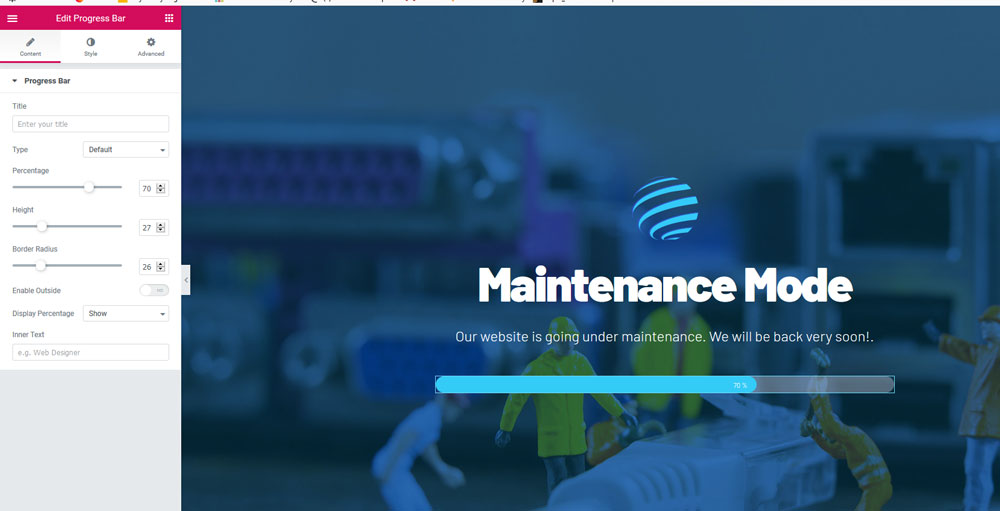 Edit Progress Bar
Content
Style
Advanced
Progress Bar
Title
Enter your title
Type
Default
Percentage
70
Height
27
Border Radius
26
Enable Outside
NO
Display Percentage
Show
Inner Text
e.g. Web Designer
Maintenance Mode
Our website is going under maintenance. We will be back very soon!.
70 %